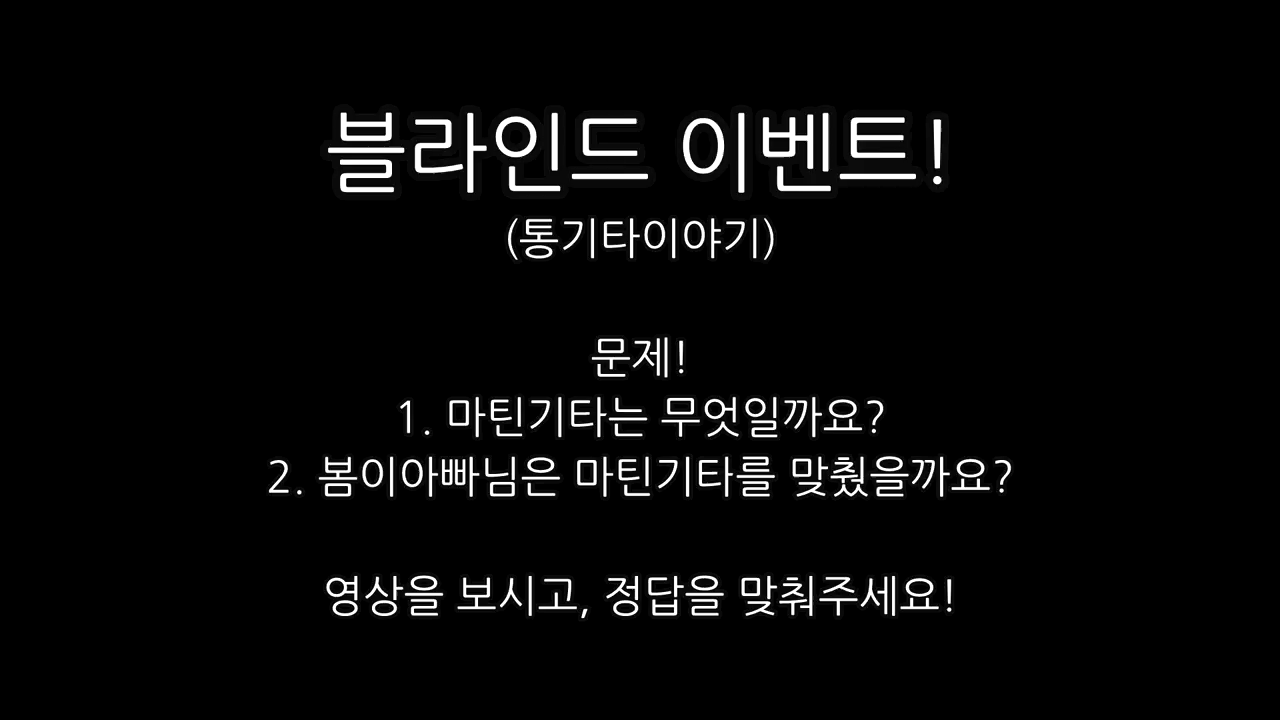 블라인드 이벤트!
(통기타이야기)
문제!
1. 마틴기타는 무엇일까요?
2. 봄이아빠님은 마틴기타를 맞췄을까요?
영상을 보시고, 정답을 맞춰주세요!